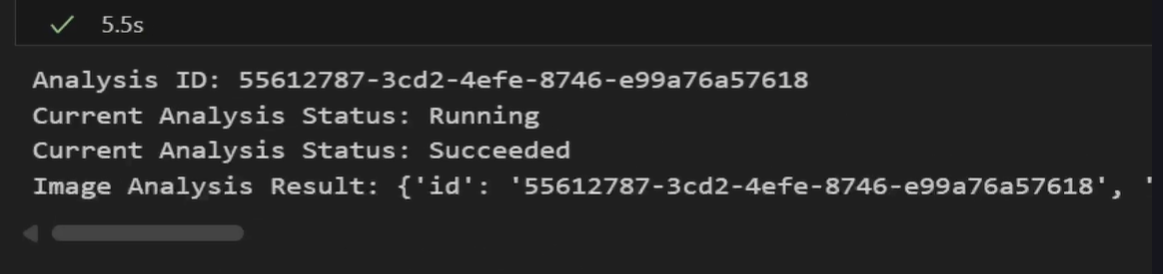 5.5s
Analysis ID: 55612787-3cd2-4efe-8746-e99a76a57618
Current Analysis Status: Running
Current Analysis Status: Succeeded
Image Analysis Result: {'id': '55612787-3cd2-4efe-8746-e99a76a57618', '